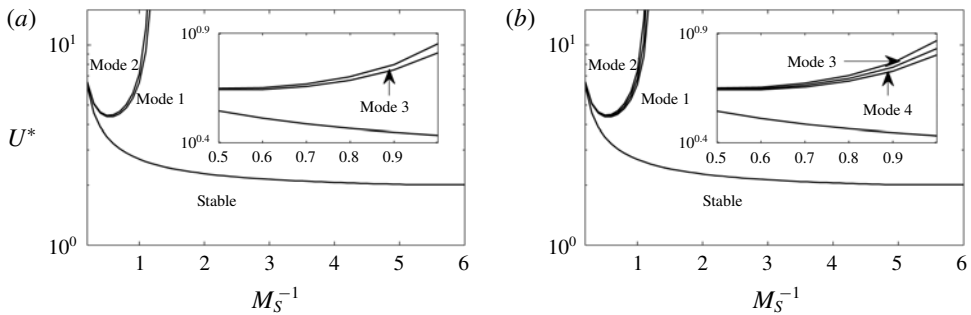 (a)
10^1
U*
10^0
Mode 2
Mode 1
Stable
10^0.9
10^0.4
Mode 3
0.5 0.6 0.7 0.8 0.9
1 2 3 4 5 6
M_S^-1
(b)
10^1
10^0
Mode 2
Mode 1
Stable
10^0.9
10^0.4
Mode 3
Mode 4
0.5 0.6 0.7 0.8 0.9
1 2 3 4 5 6
M_S^-1